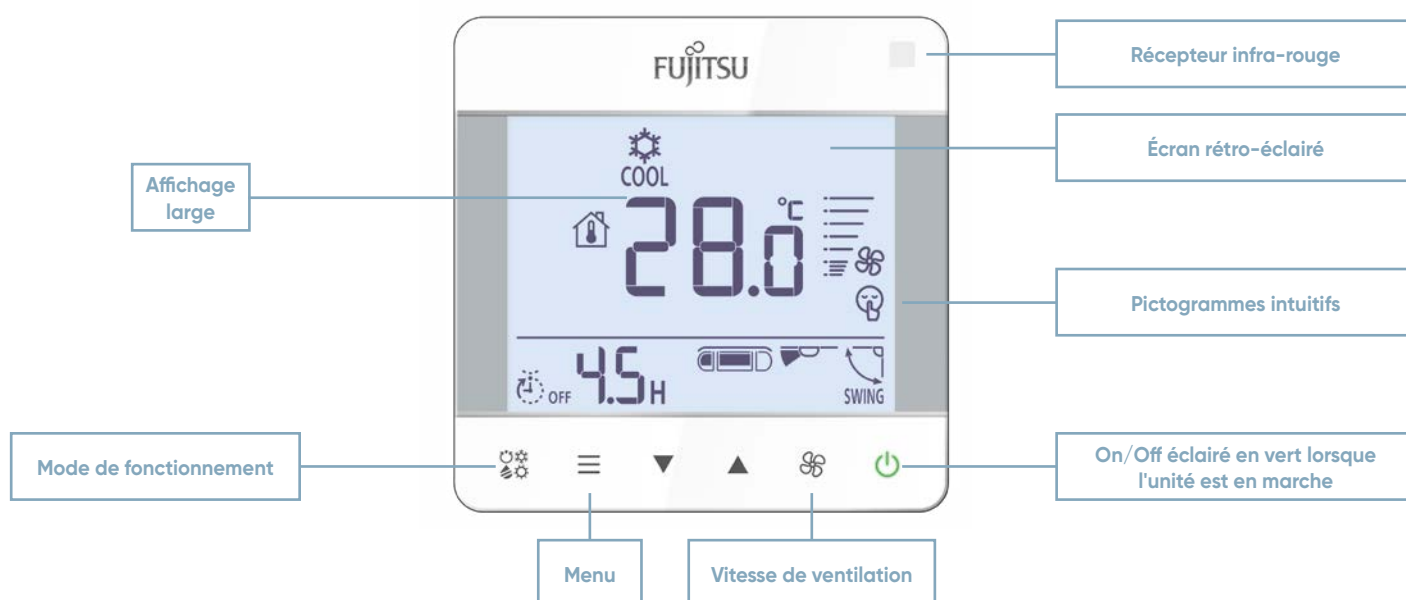 FUJITSU
Récepteur infra-rouge
Écran rétro-éclairé
COOL
Affichage
large
28.0 °C
Pictogrammes intuitifs
OFF 4.5 H
SWING
Mode de fonctionnement
On/Off éclairé en vert lorsque
l'unité est en marche
Menu
Vitesse de ventilation